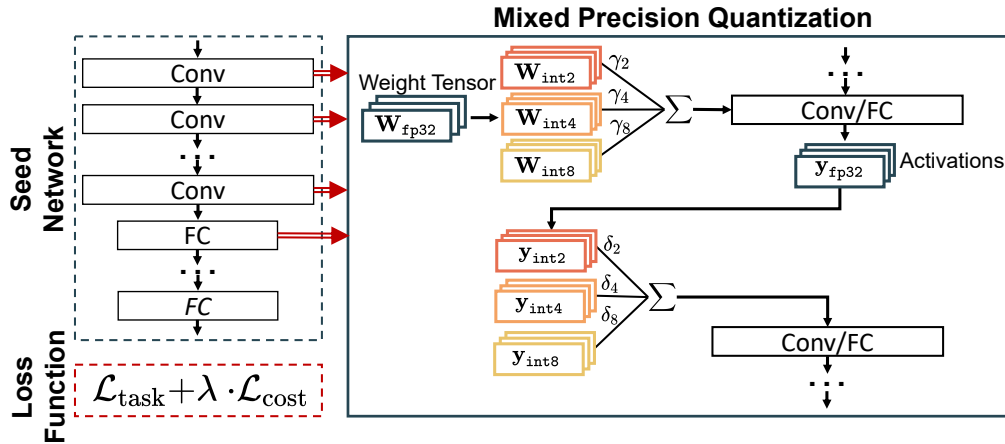 Mixed Precision Quantization
Seed Network
Conv
Conv
...
Conv
FC
...
FC
Loss Function
ℒ_task + λ · ℒ_cost
Weight Tensor
W_fp32
W_int2
W_int4
W_int8
γ_2
γ_4
γ_8
Σ
...
Conv/FC
y_fp32
Activations
y_int2
y_int4
y_int8
δ_2
δ_4
δ_8
Σ
Conv/FC
...